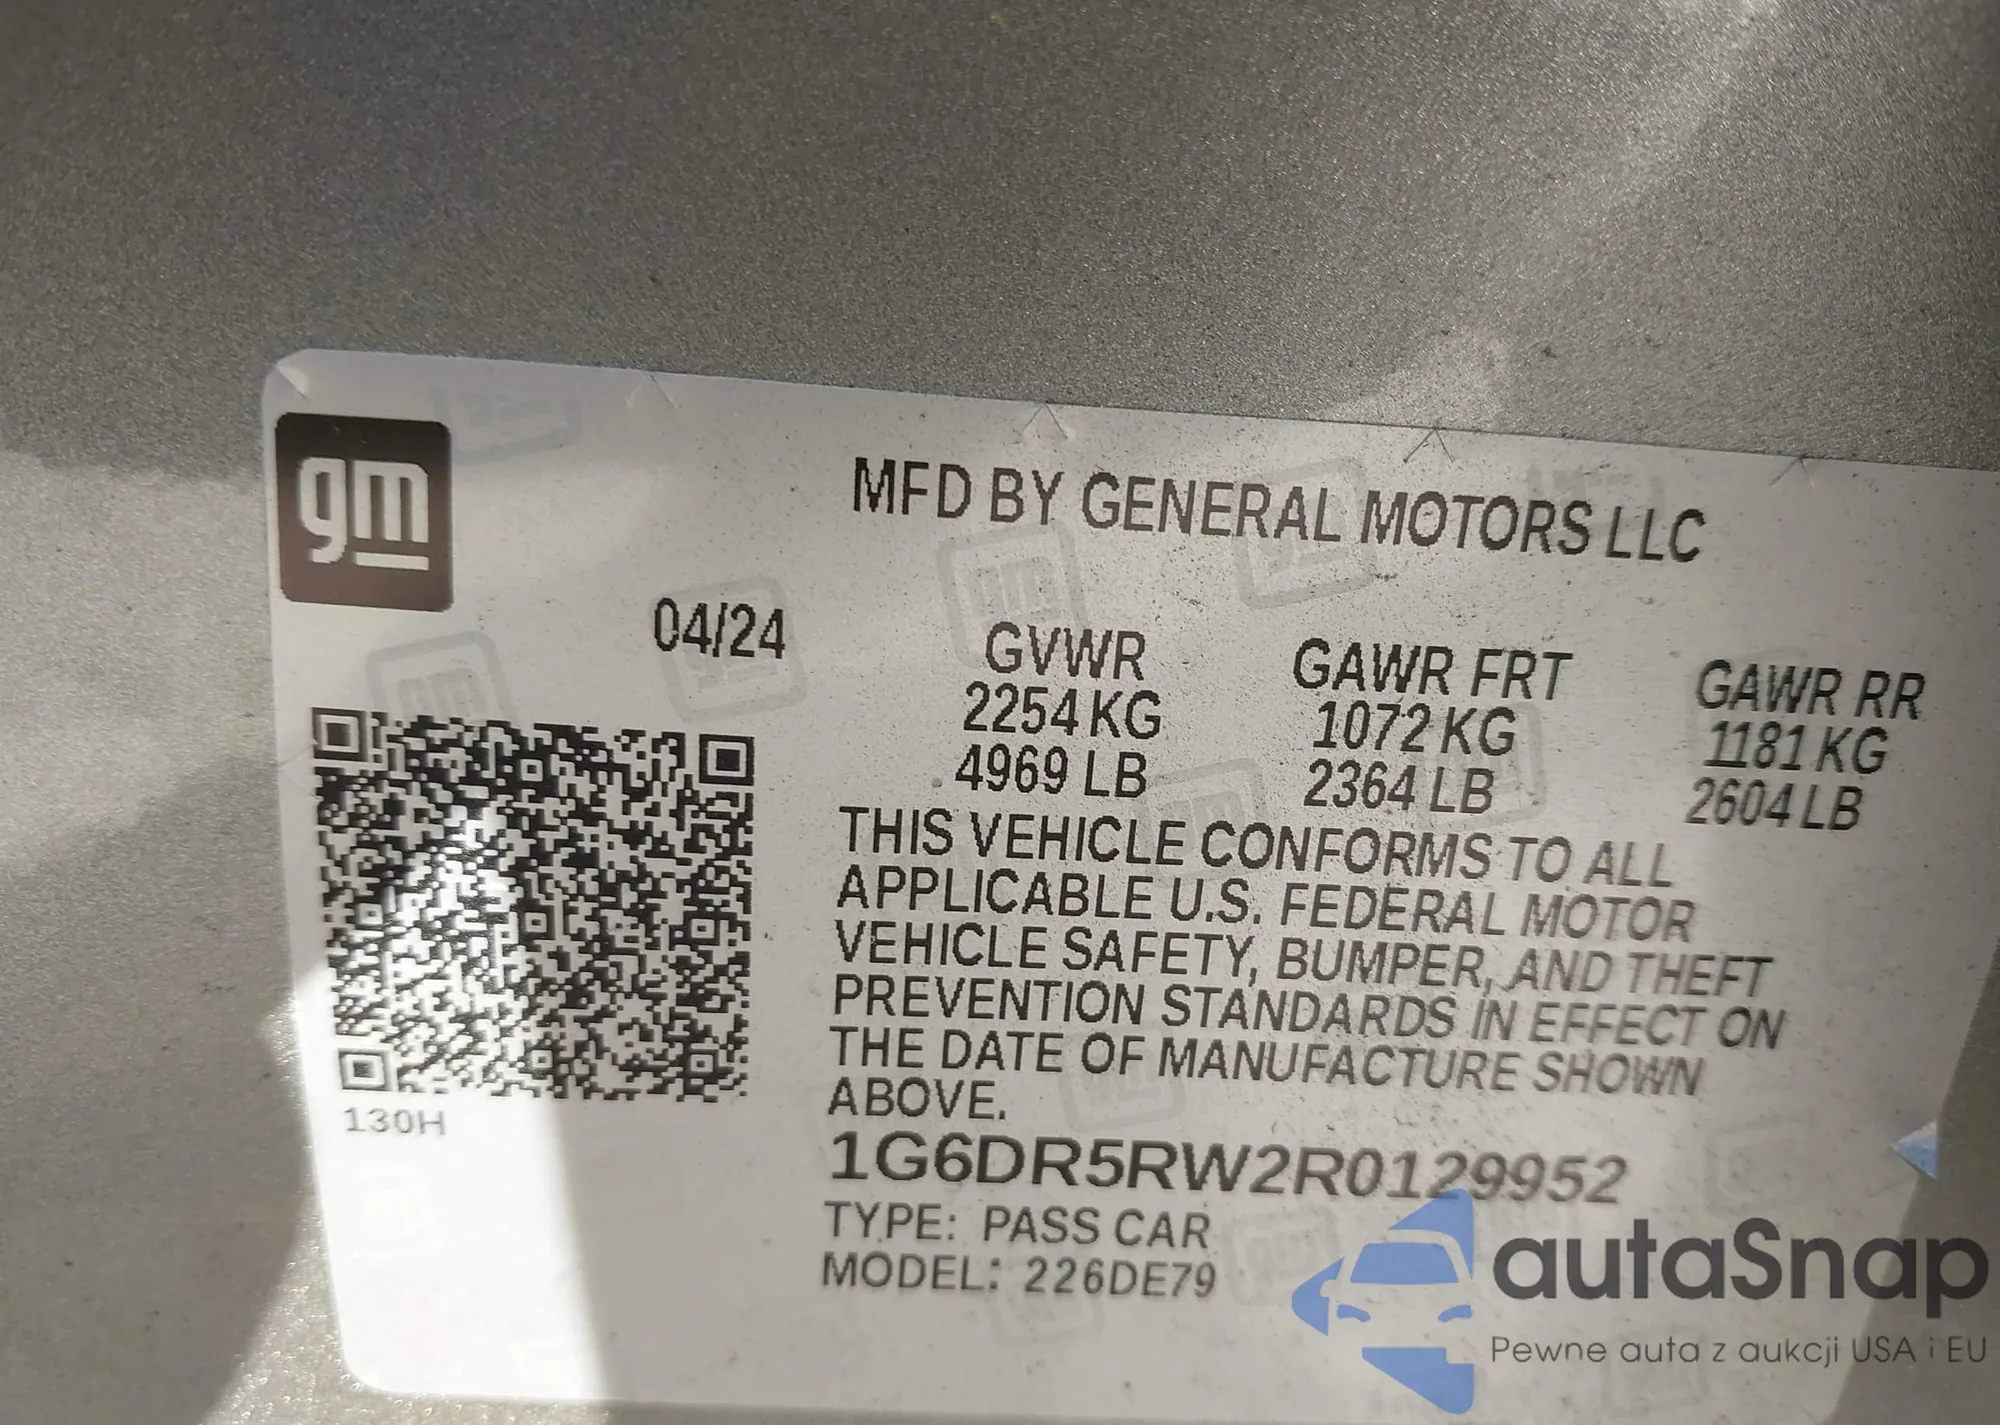 gm
MFD BY GENERAL MOTORS LLC
04/24
GVWR GAWR FRT GAWR RR
2254 KG 1072 KG 1181 KG
4969 LB 2364 LB 2604 LB
THIS VEHICLE CONFORMS TO ALL
APPLICABLE U.S. FEDERAL MOTOR
VEHICLE SAFETY, BUMPER, AND THEFT
PREVENTION STANDARDS IN EFFECT ON
THE DATE OF MANUFACTURE SHOWN
ABOVE.
130H
1G6DR5RW2R0129952
TYPE: PASS CAR
MODEL: 226DE79
autaSnap
Pewne auta z aukcji USA i EU